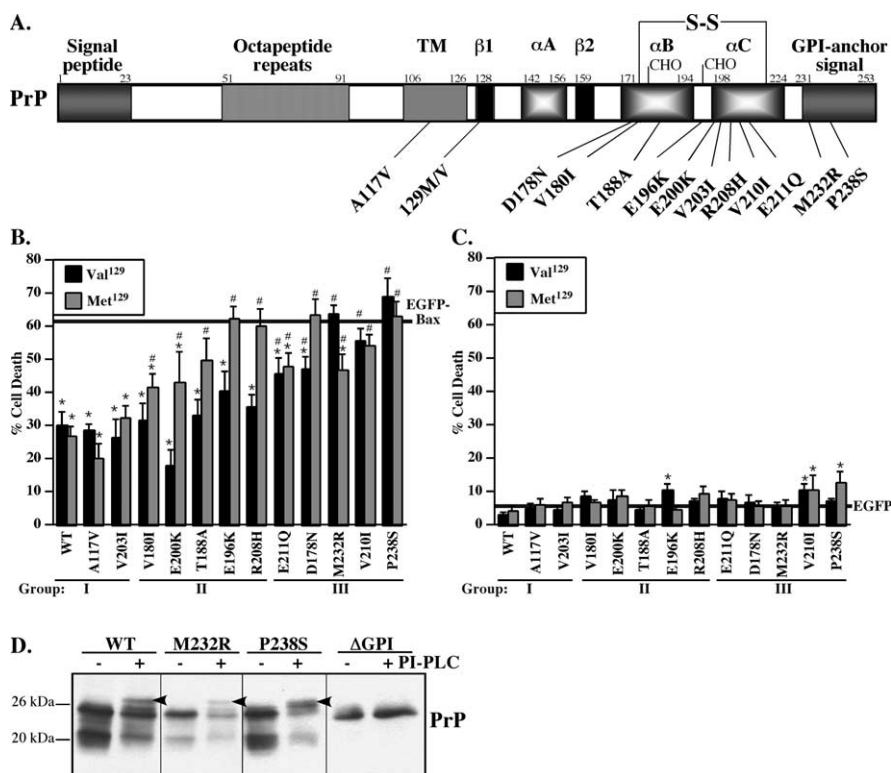 A.
S-S
Signal peptide
Octapeptide repeats
TM β1 αA β2 αB αC
GPI-anchor signal
CHO CHO
1 23 51 91 106 126 128 142 156 159 171 194 198 224 231 253
PrP
A117V 129M/V D178N V180I T188A E196K E200K V203I R208H V210I E211Q M232R P238S
B.
% Cell Death
80
70
60
50
40
30
20
10
0
Val129
Met129
EGFP-Bax
* * * * * * * #* * #* * #* * # * # #* #* * # # #* # # # #
WT A117V V203I V180I E200K T188A E196K R208H E211Q D178N M232R V210I P238S
Group: I II III
C.
% Cell Death
80
70
60
50
40
30
20
10
0
Val129
Met129
EGFP
* * * *
WT A117V V203I V180I E200K T188A E196K R208H E211Q D178N M232R V210I P238S
Group: I II III
D.
WT M232R P238S ΔGPI
- + - + - + - + PI-PLC
26 kDa
PrP
20 kDa